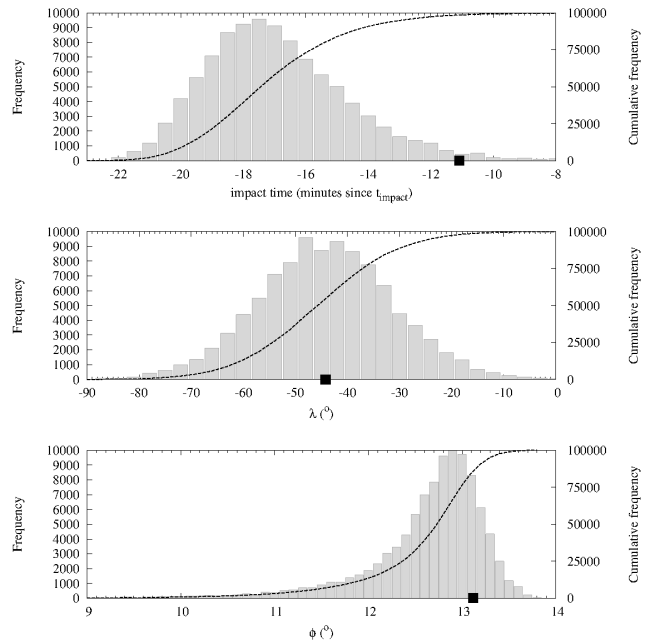 10000 100000
9000
8000
7000 75000
6000
5000 50000
4000
3000 25000
2000
1000
0 0
Frequency
Cumulative frequency
-22 -20 -18 -16 -14 -12 -10 -8
impact time (minutes since t_impact)
10000 100000
9000
8000
7000 75000
6000
5000 50000
4000
3000 25000
2000
1000
0 0
Frequency
Cumulative frequency
-90 -80 -70 -60 -50 -40 -30 -20 -10 0
λ (°)
10000 100000
9000
8000
7000 75000
6000
5000 50000
4000
3000 25000
2000
1000
0 0
Frequency
Cumulative frequency
9 10 11 12 13 14
ϕ (°)